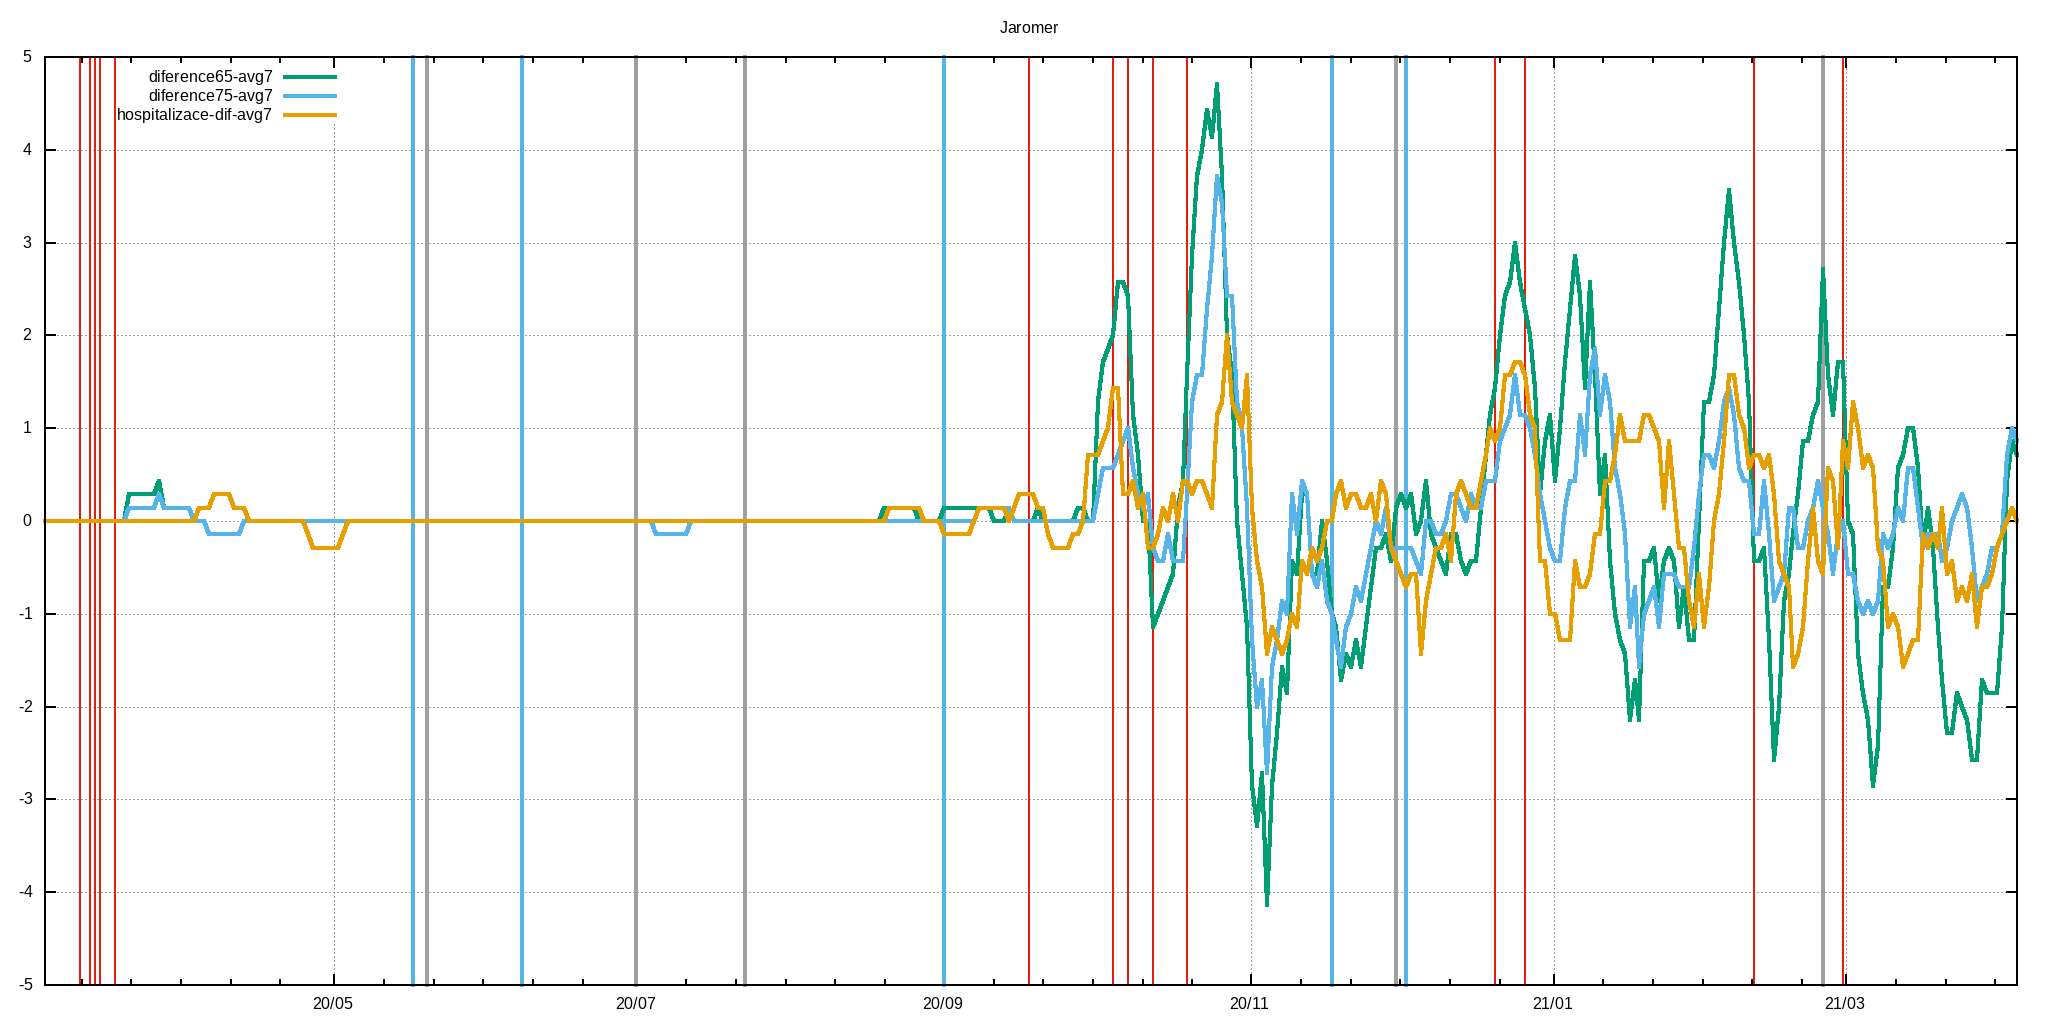 Jaromer
5
diference65-avg7
diference75-avg7
hospitalizace-dif-avg7
4
3
2
1
0
-1
-2
-3
-4
-5
20/05 20/07 20/09 20/11 21/01 21/03